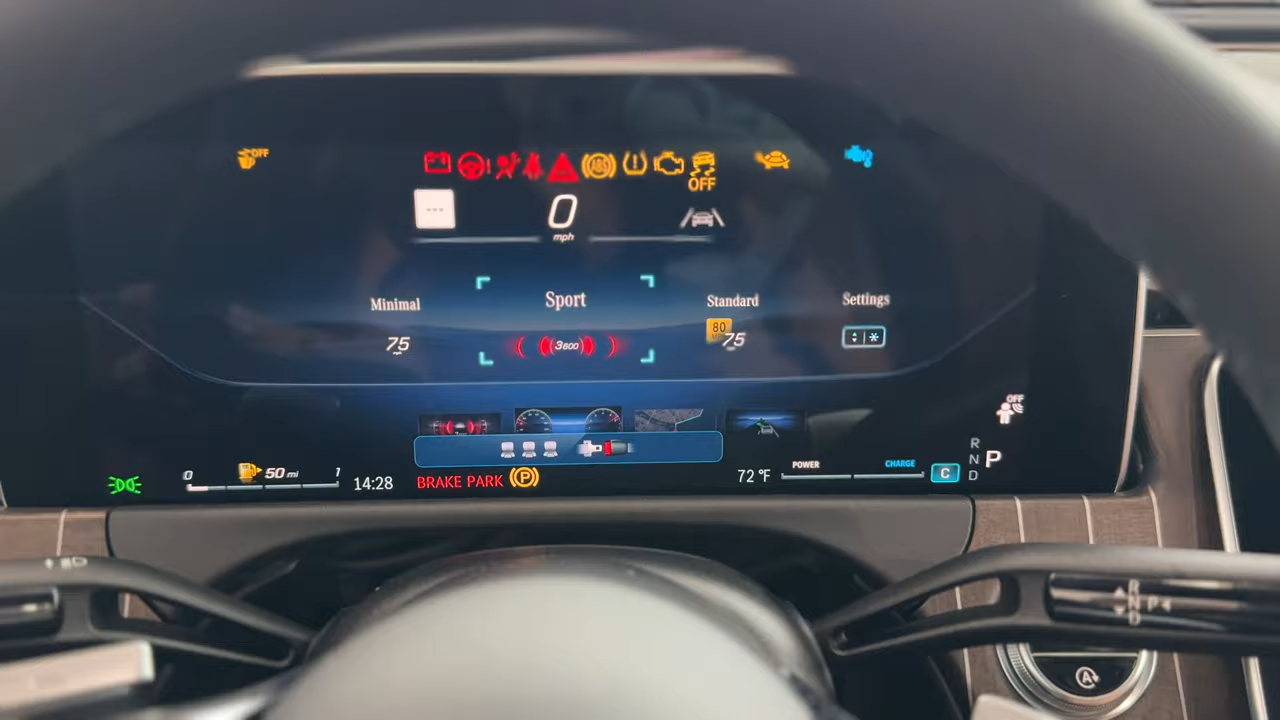 OFF
ABS
OFF
0
mph
Minimal
Sport
Standard
Settings
75
3600
80
75
OFF
0
50 mi
1
14:28
BRAKE PARK
P
72 °F
POWER
CHARGE
C
R
N
D
P
R
N
D
P
A